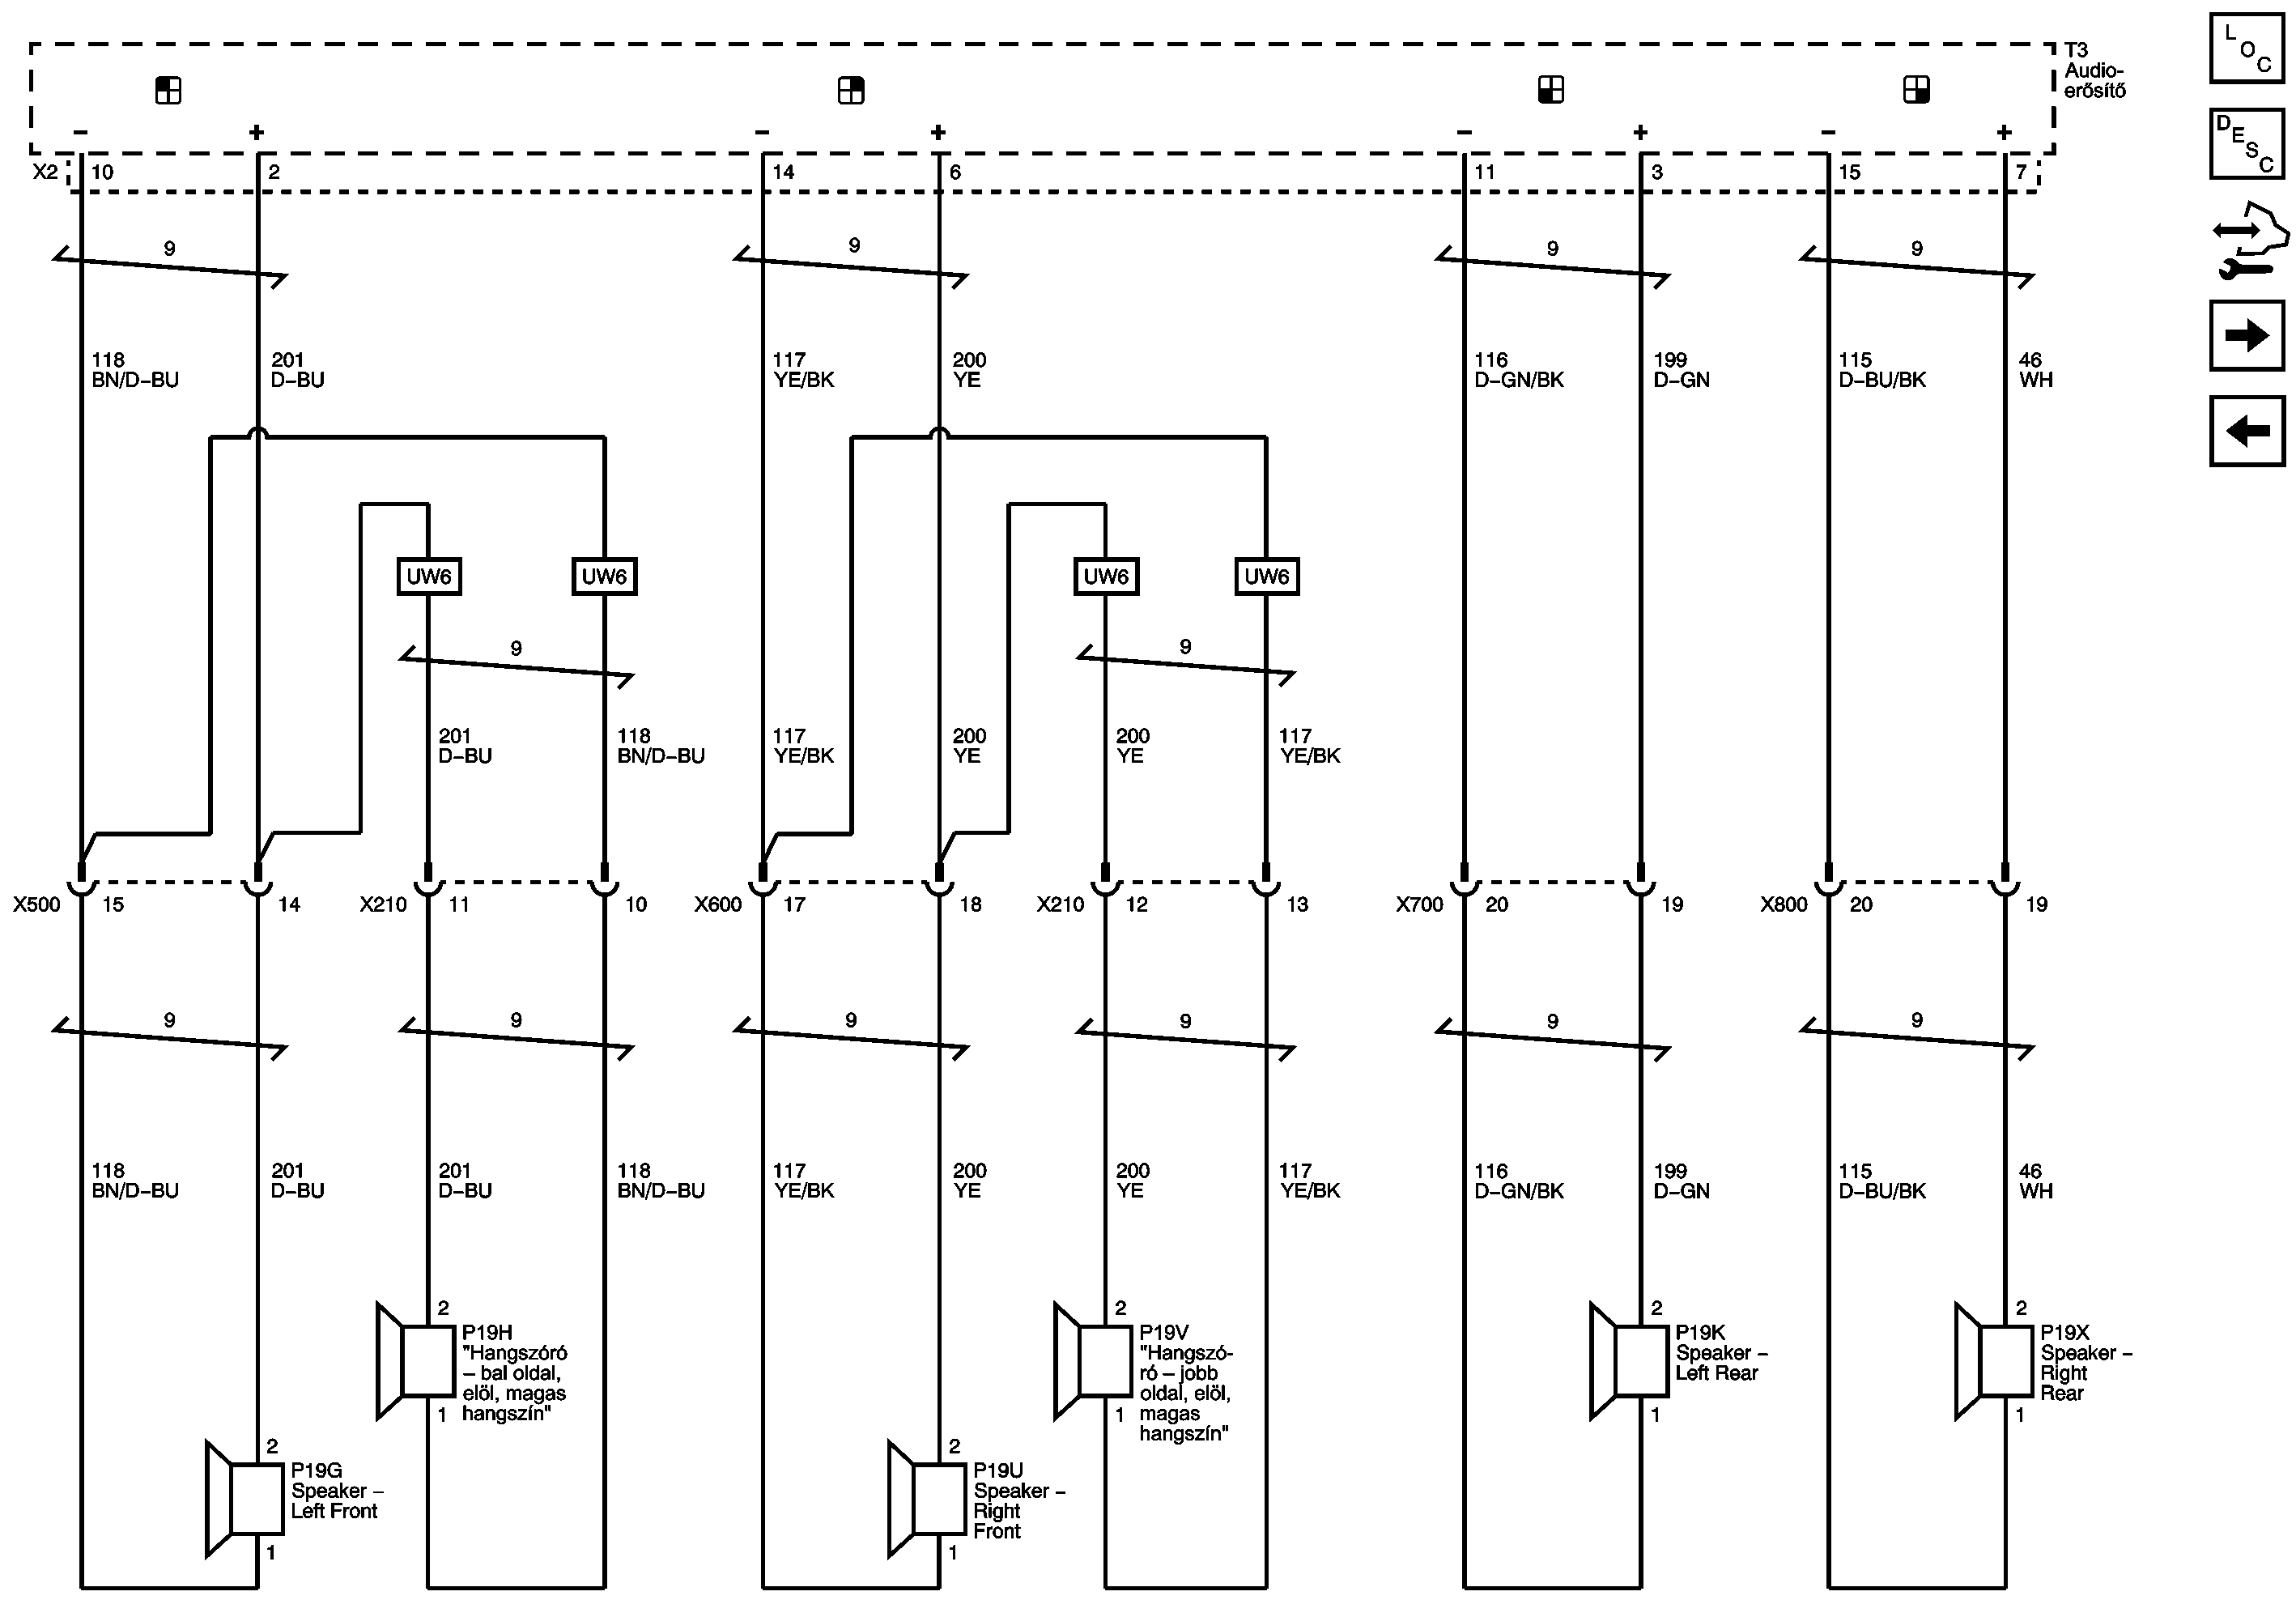 T3
Audio-
erősítő
L
O
C
D
E
S
C
− + − + − + − +
X2 10 2 14 6 11 3 15 7
9 9 9 9
118
BN/D−BU
201
D−BU
117
YE/BK
200
YE
116
D−GN/BK
199
D−GN
115
D−BU/BK
46
WH
UW6 UW6 UW6 UW6
9 9
201
D−BU
118
BN/D−BU
117
YE/BK
200
YE
200
YE
117
YE/BK
X500 15 14 X210 11 10 X600 17 18 X210 12 13 X700 20 19 X800 20 19
9 9 9 9 9 9
118
BN/D−BU
201
D−BU
201
D−BU
118
BN/D−BU
117
YE/BK
200
YE
200
YE
117
YE/BK
116
D−GN/BK
199
D−GN
115
D−BU/BK
46
WH
2
P19H
"Hangszóró
– bal oldal,
elöl, magas
hangszín"
1
2
P19V
"Hangszó-
ró – jobb
oldal, elöl,
magas
hangszín"
1
2
P19K
Speaker –
Left Rear
1
2
P19X
Speaker –
Right
Rear
1
2
P19G
Speaker –
Left Front
1
2
P19U
Speaker –
Right
Front
1